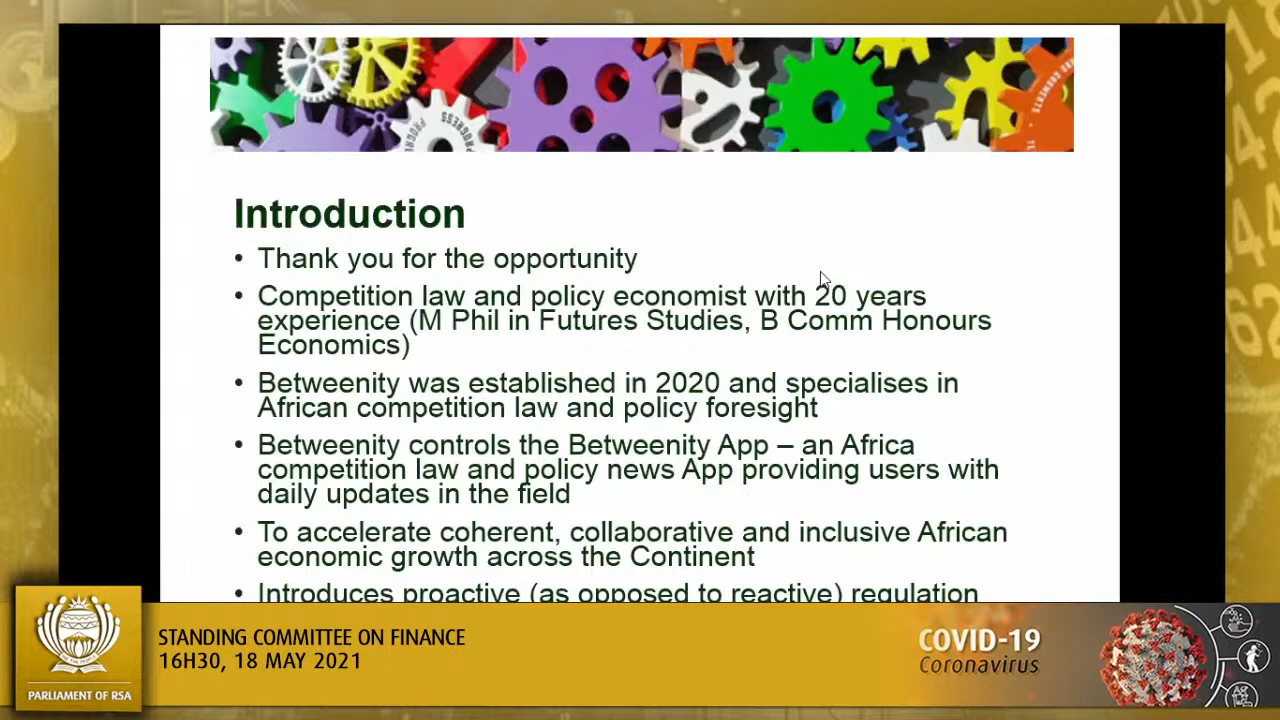 PROGRESS
Introduction
• Thank you for the opportunity
• Competition law and policy economist with 20 years
experience (M Phil in Futures Studies, B Comm Honours
Economics)
• Betweenity was established in 2020 and specialises in
African competition law and policy foresight
• Betweenity controls the Betweenity App – an Africa
competition law and policy news App providing users with
daily updates in the field
• To accelerate coherent, collaborative and inclusive African
economic growth across the Continent
• Introduces proactive (as opposed to reactive) regulation
STANDING COMMITTEE ON FINANCE
16H30, 18 MAY 2021
PARLIAMENT OF RSA
COVID-19
Coronavirus